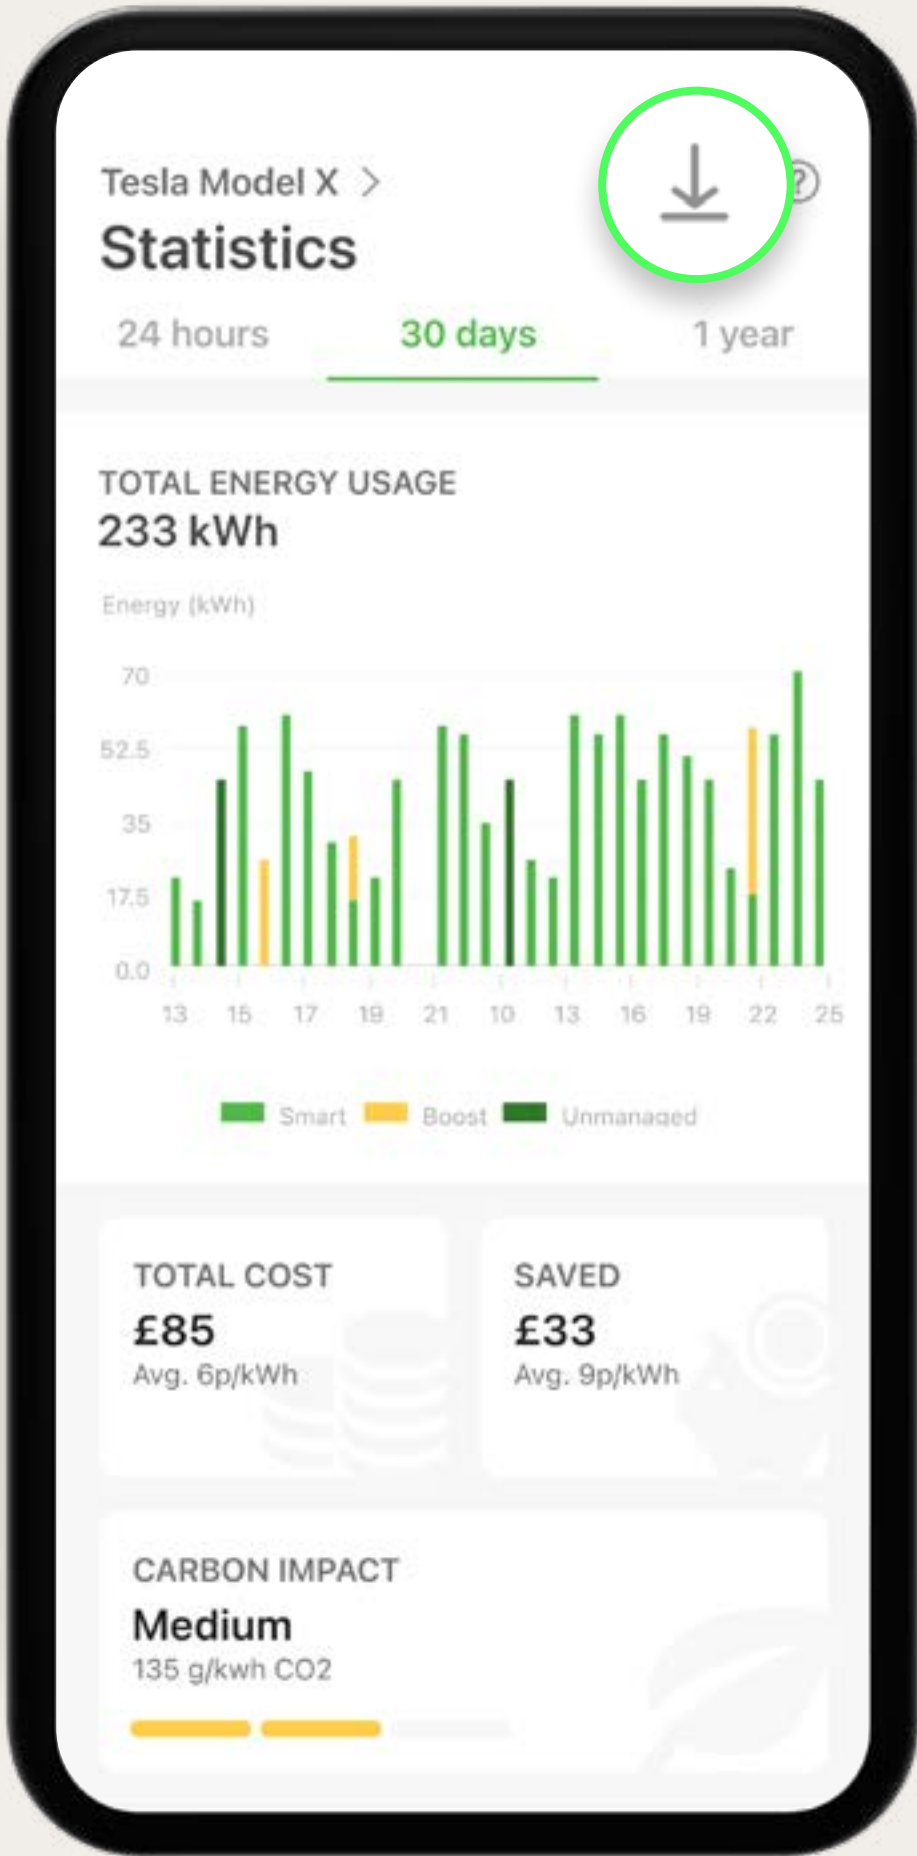 Tesla Model X >
?
Statistics
24 hours 30 days 1 year
TOTAL ENERGY USAGE
233 kWh
Energy (kWh)
70
52.5
35
17.5
0.0
13 15 17 19 21 10 13 16 19 22 25
Smart Boost Unmanaged
TOTAL COST
£85
Avg. 6p/kWh
SAVED
£33
Avg. 9p/kWh
CARBON IMPACT
Medium
135 g/kwh CO2